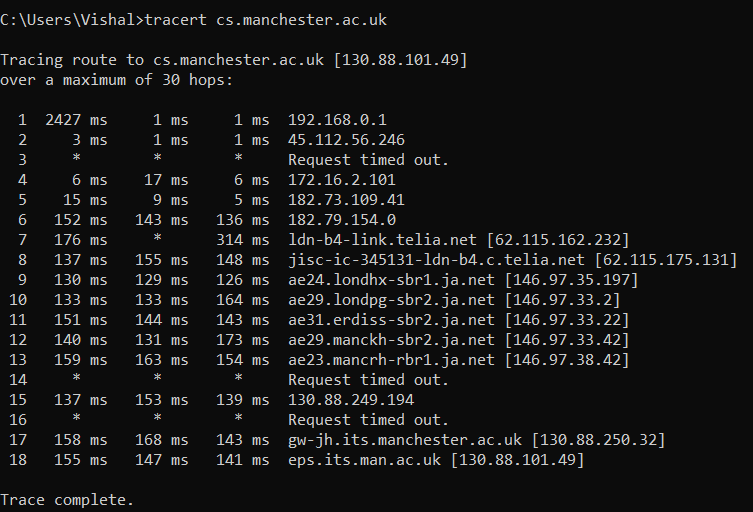 C:\Users\Vishal>tracert cs.manchester.ac.uk
Tracing route to cs.manchester.ac.uk [130.88.101.49]
over a maximum of 30 hops:
1 2427 ms 1 ms 1 ms 192.168.0.1
2 3 ms 1 ms 1 ms 45.112.56.246
3 * * * Request timed out.
4 6 ms 17 ms 6 ms 172.16.2.101
5 15 ms 9 ms 5 ms 182.73.109.41
6 152 ms 143 ms 136 ms 182.79.154.0
7 176 ms * 314 ms ldn-b4-link.telia.net [62.115.162.232]
8 137 ms 155 ms 148 ms jisc-ic-345131-ldn-b4.c.telia.net [62.115.175.131]
9 130 ms 129 ms 126 ms ae24.londhx-sbr1.ja.net [146.97.35.197]
10 133 ms 133 ms 164 ms ae29.londpg-sbr2.ja.net [146.97.33.2]
11 151 ms 144 ms 143 ms ae31.erdiss-sbr2.ja.net [146.97.33.22]
12 140 ms 131 ms 173 ms ae29.manckh-sbr2.ja.net [146.97.33.42]
13 159 ms 163 ms 154 ms ae23.mancrh-rbr1.ja.net [146.97.38.42]
14 * * * Request timed out.
15 137 ms 153 ms 139 ms 130.88.249.194
16 * * * Request timed out.
17 158 ms 168 ms 143 ms gw-jh.its.manchester.ac.uk [130.88.250.32]
18 155 ms 147 ms 141 ms eps.its.man.ac.uk [130.88.101.49]
Trace complete.